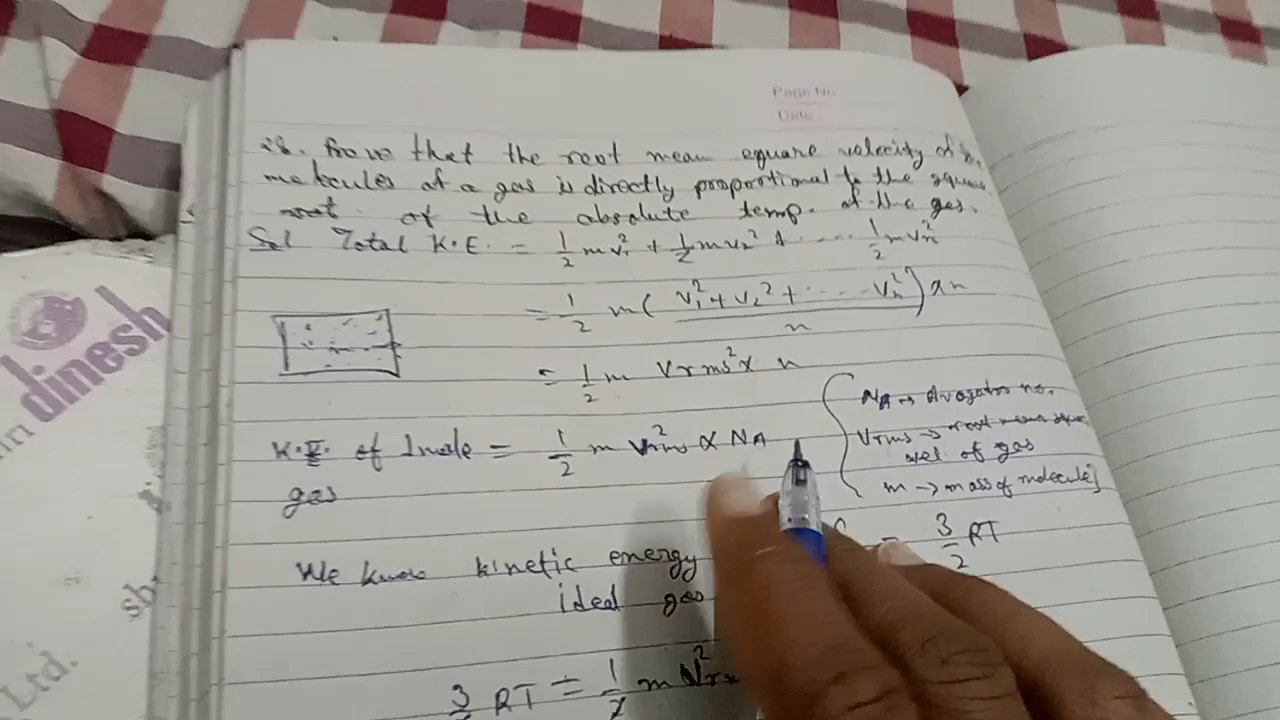 Page No.
Date :
28. Prove that the root mean square velocity of the
molecules of a gas is directly proportional to the square
root of the absolute temp. of the gas.
Sol Total K.E. = 1/2 mv₁² + 1/2 mv₂² + ..... 1/2 mvₙ²
= 1/2 m( v₁² + v₂² + ..... vₙ² / n ) x n
= 1/2 m Vrms² x n
K.E. of 1 mole = 1/2 m Vrms² x NA
gas
NA → Avogatro no.
Vrms → root mean square
vel. of gas
m → mass of molecule]
We know kinetic energy = 3/2 RT
ideal gas
RT = 1/2 m
dinesh
in
sb
Ltd.